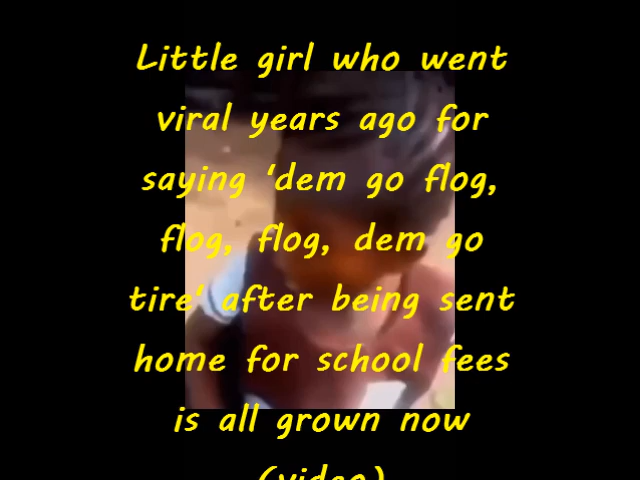 Little girl who went
viral years ago for
saying ‘dem go flog,
flog, flog, dem go
tire’ after being sent
home for school fees
is all grown now
(video)